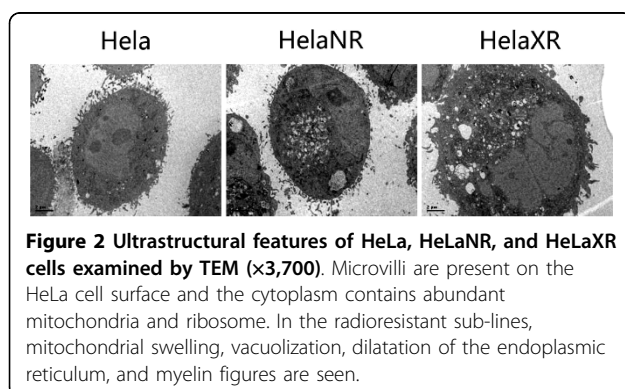 Hela HelaNR HelaXR
Figure 2 Ultrastructural features of HeLa, HeLaNR, and HeLaXR
cells examined by TEM (×3,700). Microvilli are present on the
HeLa cell surface and the cytoplasm contains abundant
mitochondria and ribosome. In the radioresistant sub-lines,
mitochondrial swelling, vacuolization, dilatation of the endoplasmic
reticulum, and myelin figures are seen.